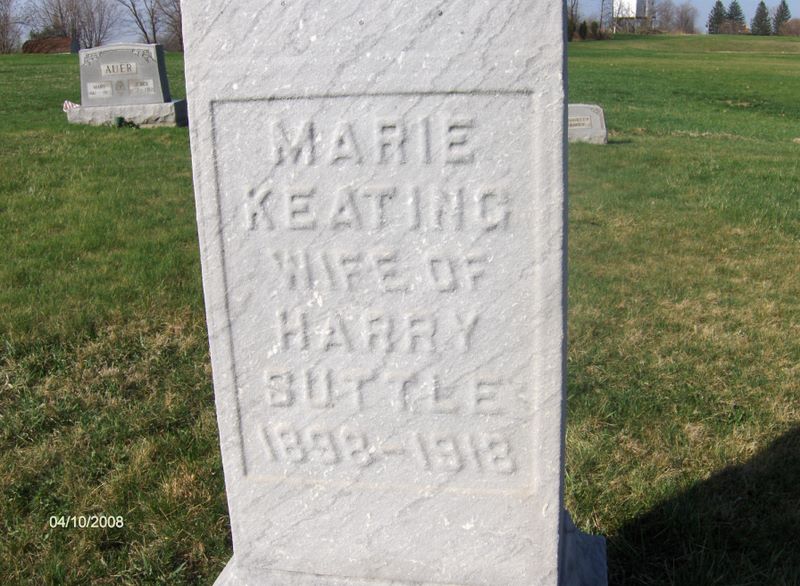 AUER
MARIE
KEATING
WIFE OF
HARRY
SUTTLE
1898-1918
04/10/2008